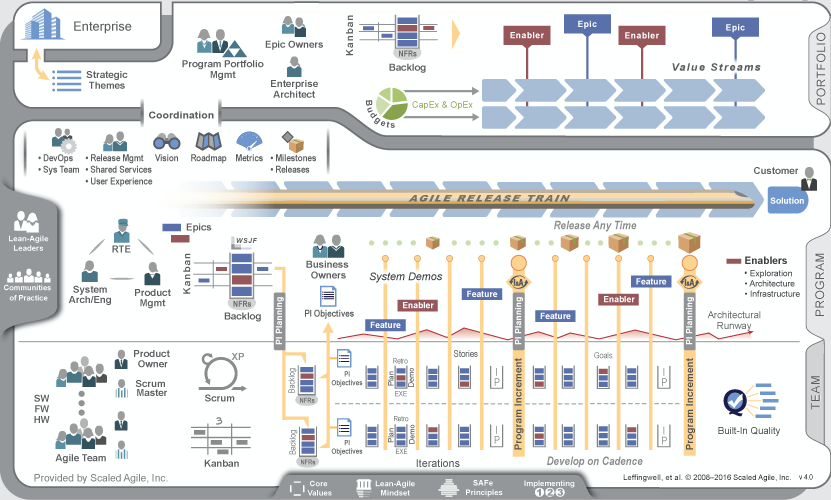 Enterprise
Strategic
Themes
Program Portfolio
Mgmt
Epic Owners
Enterprise
Architect
Kanban
NFRs
Backlog
Enabler
Epic
Enabler
Epic
Value Streams
Budgets
CapEx & OpEx
PORTFOLIO
Coordination
• DevOps
• Sys Team
• Release Mgmt
• Shared Services
• User Experience
Vision
Roadmap
Metrics
• Milestones
• Releases
AGILE RELEASE TRAIN
Customer
Solution
Release Any Time
Lean-Agile
Leaders
Communities
of Practice
RTE
System
Arch/Eng
Product
Mgmt
Epics
WSJF
Kanban
NFRs
Backlog
PI Planning
Business
Owners
PI Objectives
System Demos
Feature
Enabler
Feature
PI Planning
Feature
Enabler
Feature
PI Planning
Enablers
• Exploration
• Architecture
• Infrastructure
Architectural
Runway
PROGRAM
Product
Owner
Scrum
Master
SW
FW
HW
Agile Team
XP
Scrum
3
Kanban
Backlog
NFRs
PI
Objectives
Plan
Retro
EXE
Demo
Stories
I
P
Program Increment
Goals
I
P
Program Increment
Backlog
NFRs
PI
Objectives
Plan
Retro
EXE
Demo
I
P
I
P
Iterations
Develop on Cadence
Built-In Quality
TEAM
Provided by Scaled Agile, Inc.
Core
Values
Lean-Agile
Mindset
SAFe
Principles
Implementing
123
Leffingwell, et al. © 2008–2016 Scaled Agile, Inc.
v 4.0